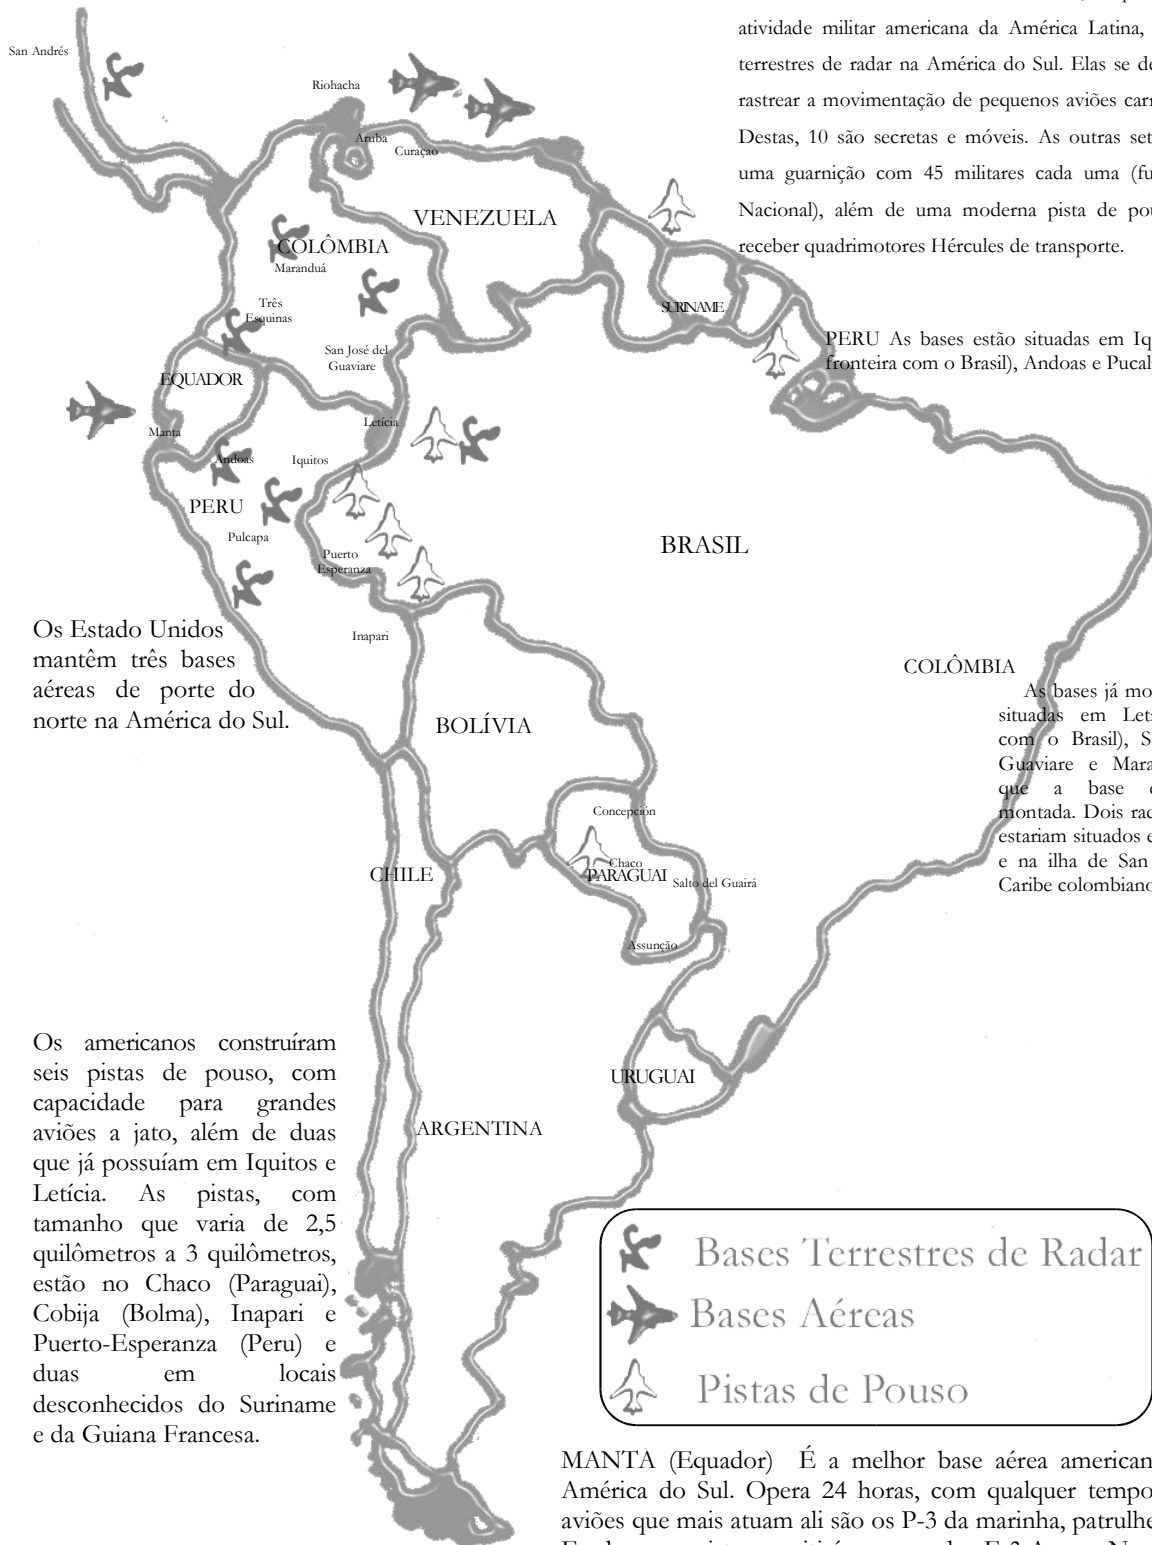 atividade militar americana da América Latina,
terrestres de radar na América do Sul. Elas se de
rastrear a movimentação de pequenos aviões carr
Destas, 10 são secretas e móveis. As outras set
uma guarnição com 45 militares cada uma (fu
Nacional), além de uma moderna pista de pou
receber quadrimotores Hércules de transporte.
San Andrés
Riohacha
Aruba
Curaçao
VENEZUELA
COLÔMBIA
Maranduá
Três
Esquinas
SURINAME
San José del
Guaviare
PERU As bases estão situadas em Iq
fronteira com o Brasil), Andoas e Pucal
EQUADOR
Letícia
Manta
Andoas
Iquitos
PERU
Pulcapa
BRASIL
Puerto
Esperanza
Inapari
Os Estado Unidos
mantêm três bases
aéreas de porte do
norte na América do Sul.
COLÔMBIA
As bases já mo
situadas em Let
com o Brasil), S
Guaviare e Mara
que a base
montada. Dois rad
estariam situados e
e na ilha de San
Caribe colombiano
BOLÍVIA
Concepción
CHILE
Chaco
PARAGUAI
Salto del Guairá
Assunção
Os americanos construíram
seis pistas de pouso, com
capacidade para grandes
aviões a jato, além de duas
que já possuíam em Iquitos e
Letícia. As pistas, com
tamanho que varia de 2,5
quilômetros a 3 quilômetros,
estão no Chaco (Paraguai),
Cobija (Bolma), Inapari e
Puerto-Esperanza (Peru) e
duas em locais
desconhecidos do Suriname
e da Guiana Francesa.
URUGUAI
ARGENTINA
Bases Terrestres de Radar
Bases Aéreas
Pistas de Pouso
MANTA (Equador) É a melhor base aérea american
América do Sul. Opera 24 horas, com qualquer tempo
aviões que mais atuam ali são os P-3 da marinha, patrulhe